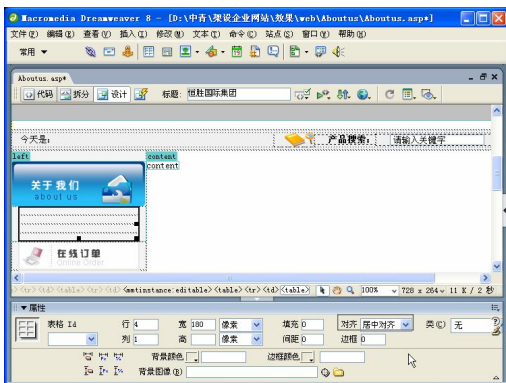 Macromedia Dreamweaver 8 - [D:\中青\架设企业网站\效果\web\Aboutus\Aboutus.asp*]
文件(F) 编辑(E) 查看(V) 插入(I) 修改(M) 文本(T) 命令(C) 站点(S) 窗口(W) 帮助(H)
常用
Aboutus.asp*
代码 拆分 设计 标题: 恒胜国际集团
今天是: 产品搜索: 请输入关键字
left content
content
关于我们
about us
在线订单
Online Order
<tr> <td> <table> <tr> <td> <mmtinstance:editable> <table> <tr> <td> <table> 100% 728 x 264 11 K / 2 秒
属性
表格 Id 行 4 宽 180 像素 填充 0 对齐 居中对齐 类(C) 无
列 1 高 像素 间距 0 边框 0
背景颜色 边框颜色
背景图像(B)